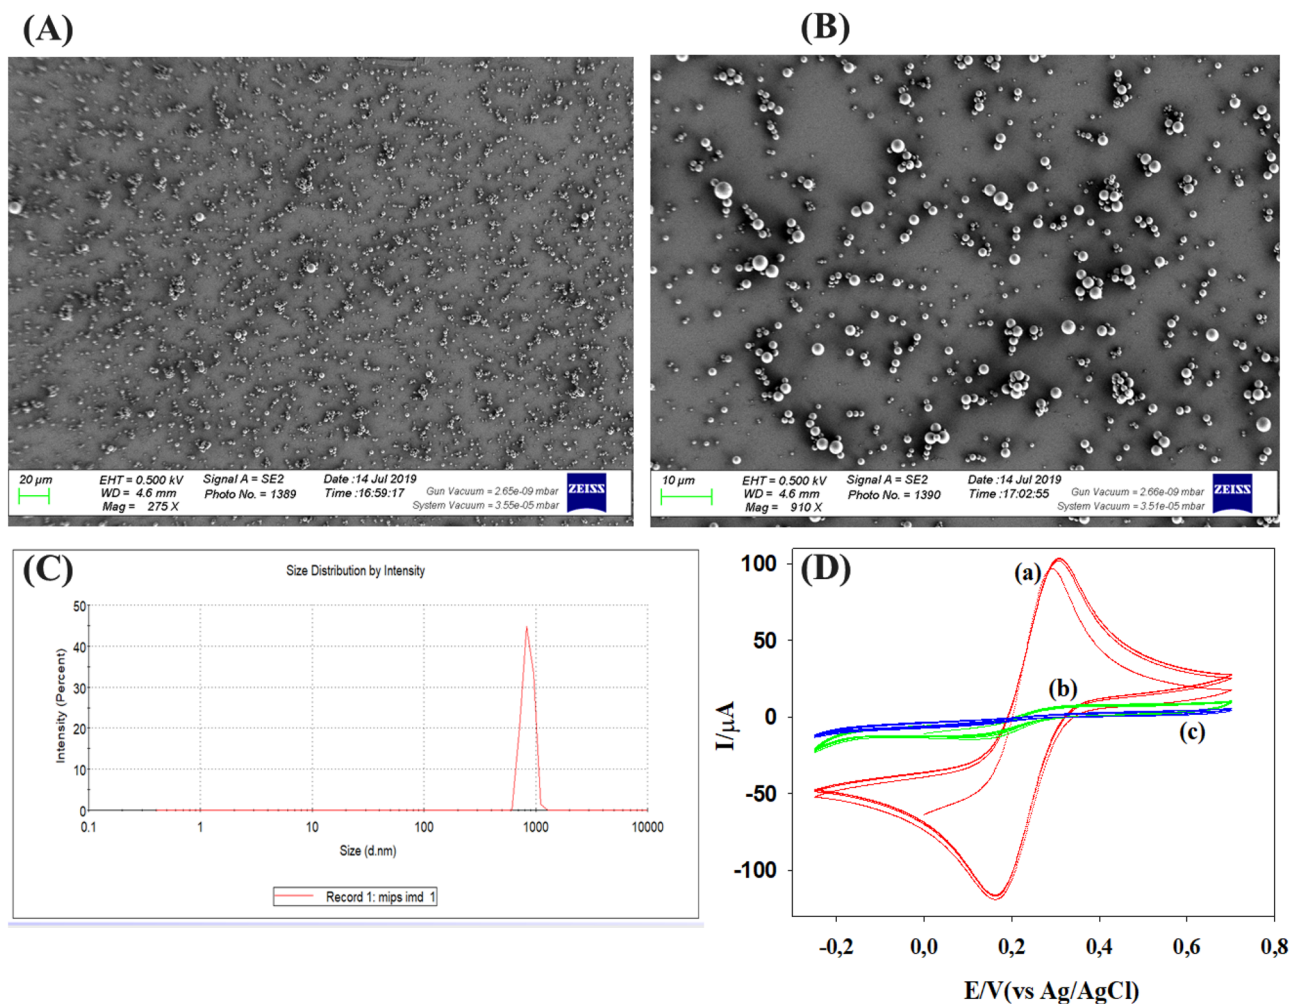 (A)
(B)
20 µm
EHT = 0.500 kV
WD = 4.6 mm
Mag = 275 X
Signal A = SE2
Photo No. = 1389
Date :14 Jul 2019
Time :16:59:17
Gun Vacuum = 2.65e-09 mbar
System Vacuum = 3.55e-05 mbar
ZEISS
10 µm
EHT = 0.500 kV
WD = 4.6 mm
Mag = 910 X
Signal A = SE2
Photo No. = 1390
Date :14 Jul 2019
Time :17:02:55
Gun Vacuum = 2.66e-09 mbar
System Vacuum = 3.51e-05 mbar
ZEISS
(C)
Size Distribution by Intensity
Intensity (Percent)
50
40
30
20
10
0
0.1 1 10 100 1000 10000
Size (d.nm)
Record 1: mips imd 1
(D)
(a)
(b)
(c)
I/µA
100
50
0
-50
-100
-0,2 0,0 0,2 0,4 0,6 0,8
E/V(vs Ag/AgCl)